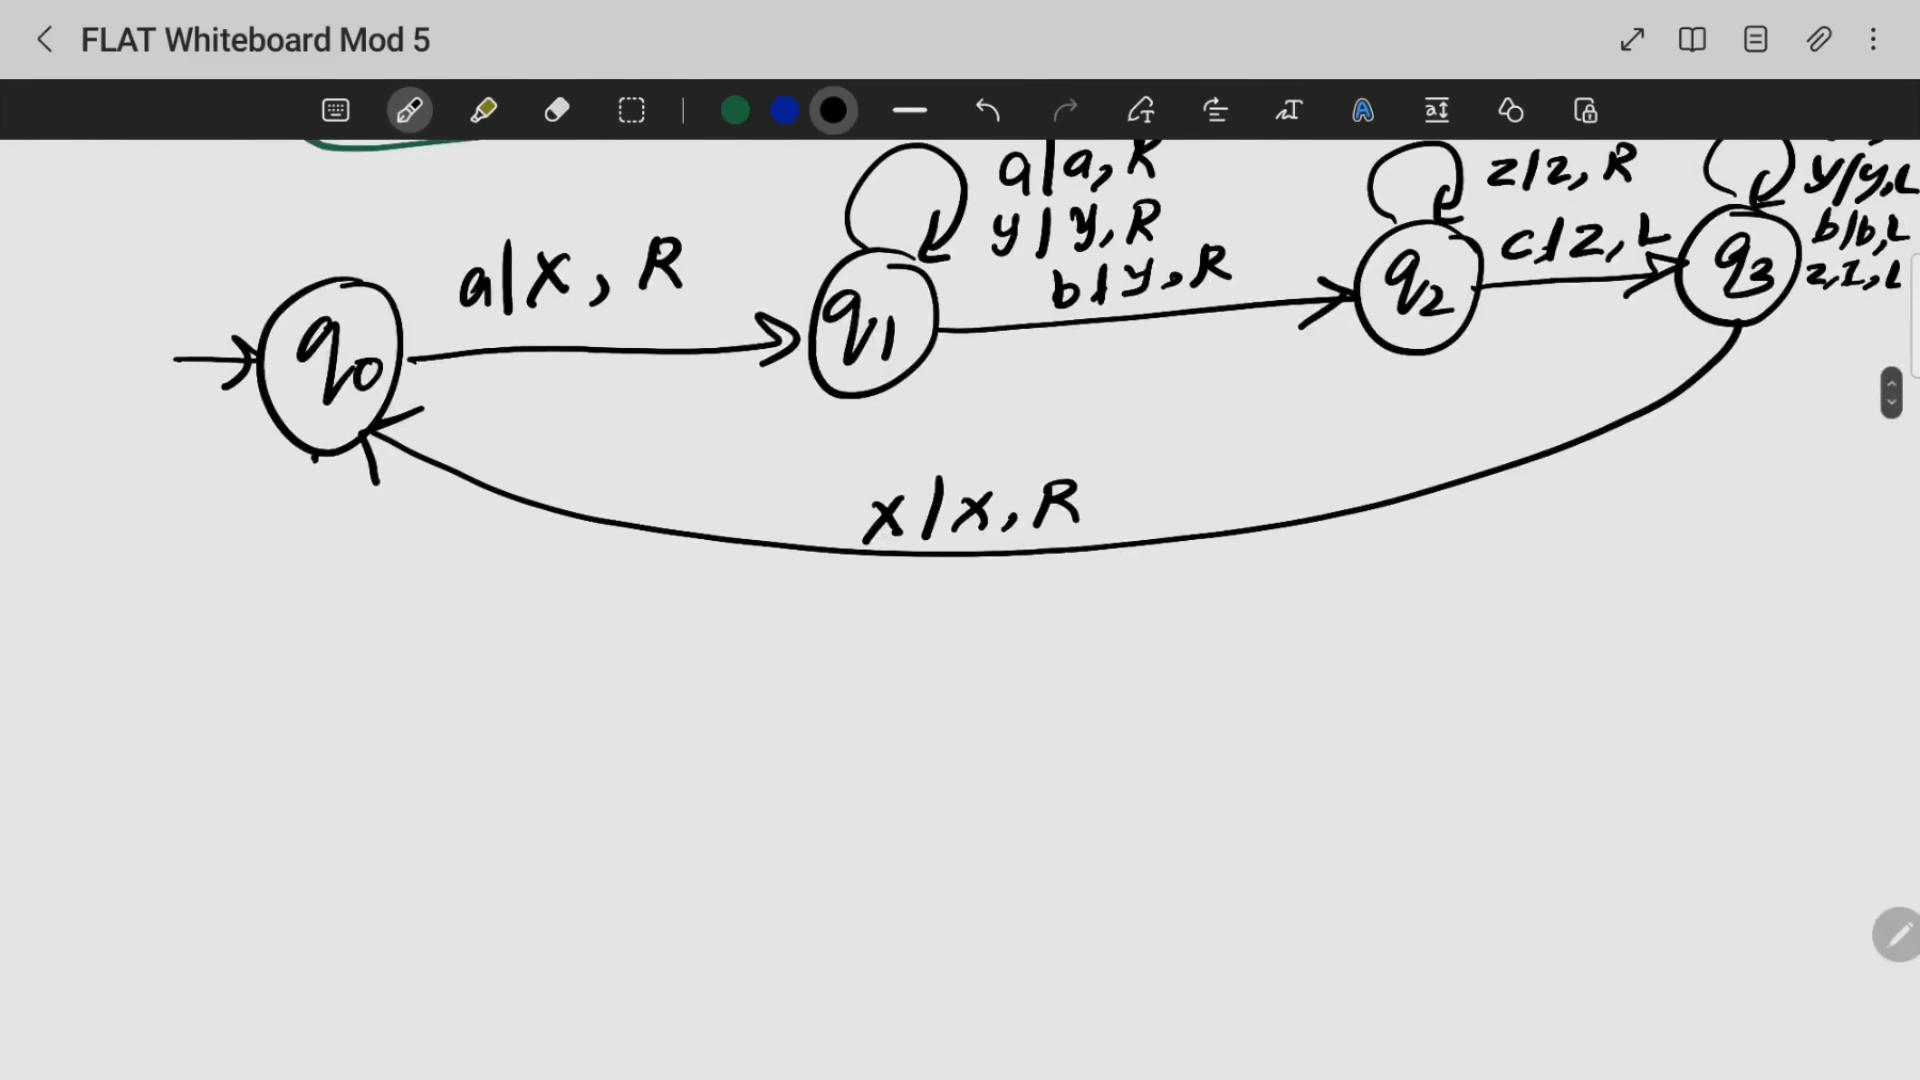 FLAT Whiteboard Mod 5
a|a, R
y|y, R
z/z, R
y/y, L
b/b, L
z, z, L
a|x, R
b|y, R
c/z, L
q0
q1
q2
q3
x/x, R